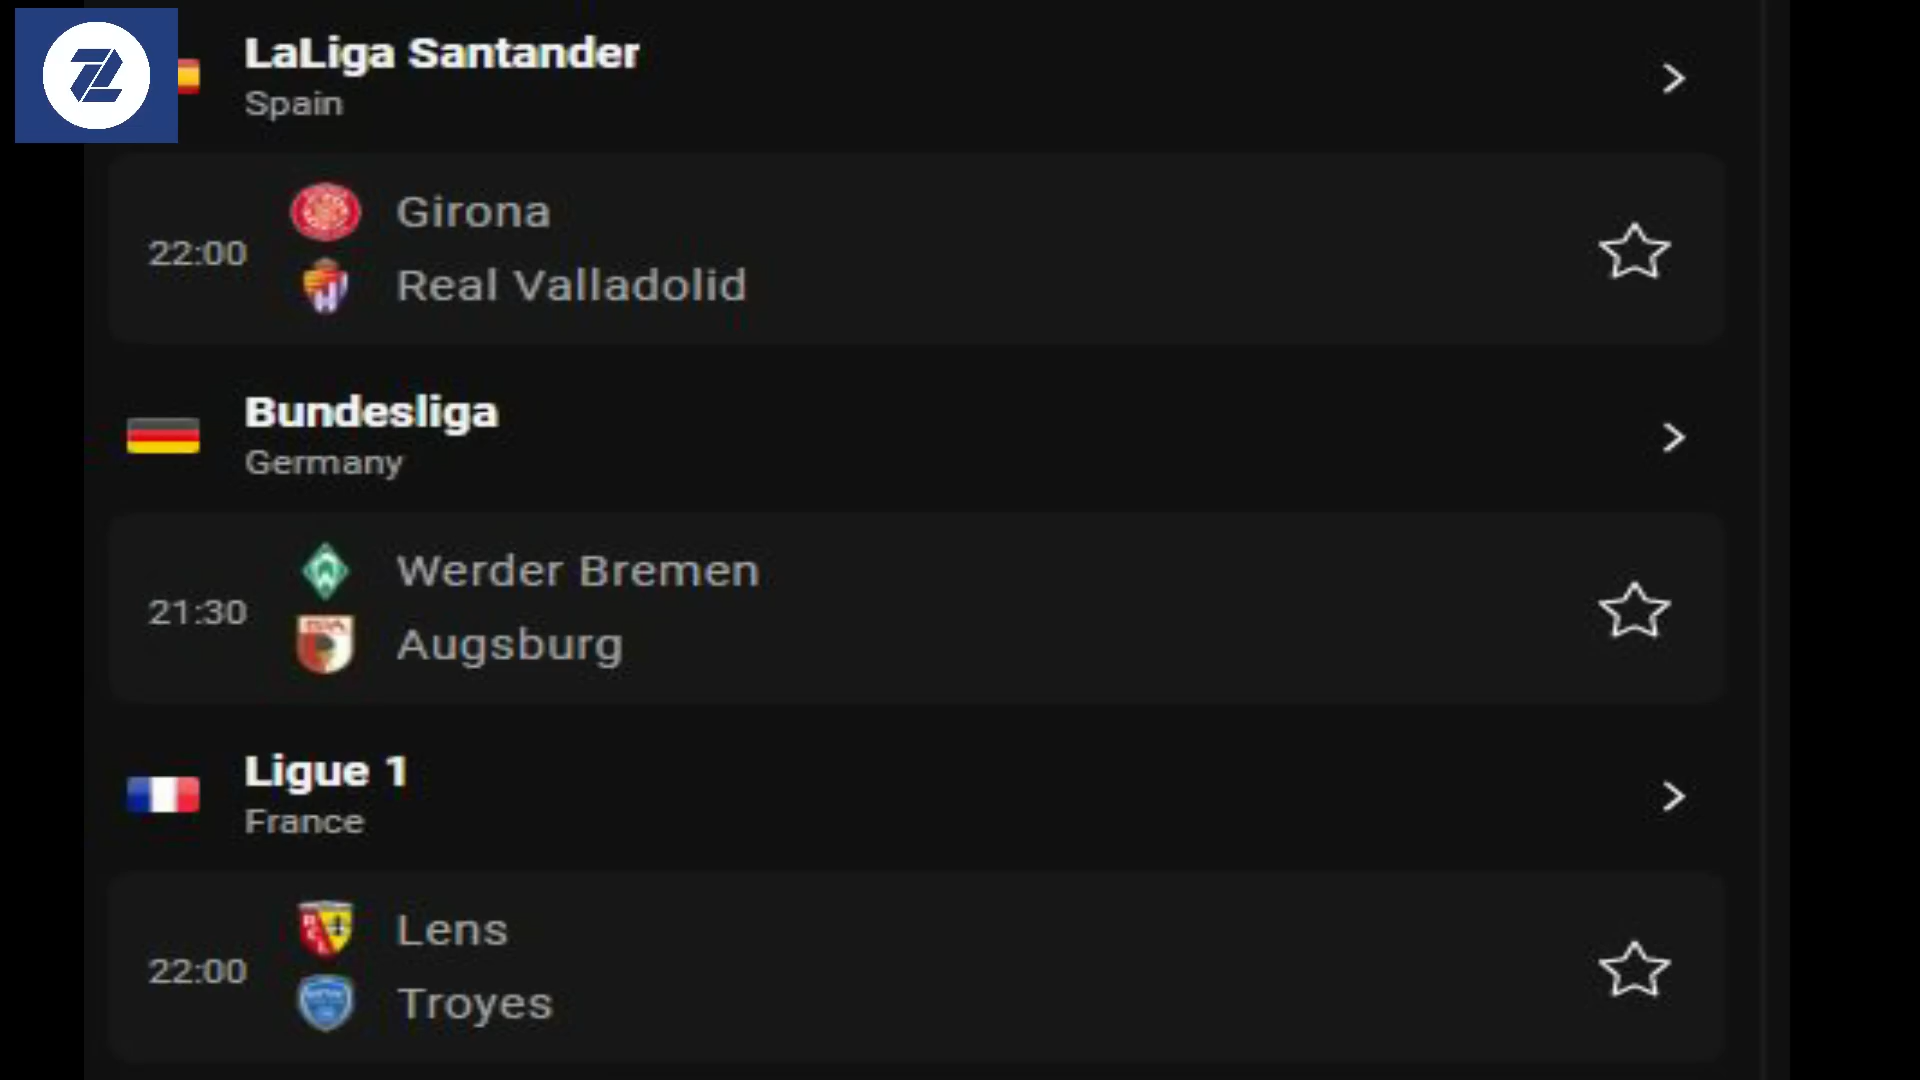 LaLiga Santander
Spain
22:00
Girona
Real Valladolid
Bundesliga
Germany
21:30
Werder Bremen
Augsburg
Ligue 1
France
22:00
Lens
Troyes